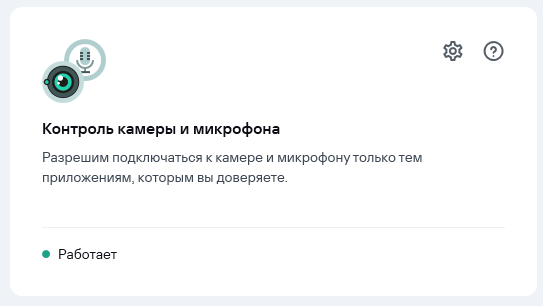 Контроль камеры и микрофона
Разрешим подключаться к камере и микрофону только тем
приложениям, которым вы доверяете.
Работает